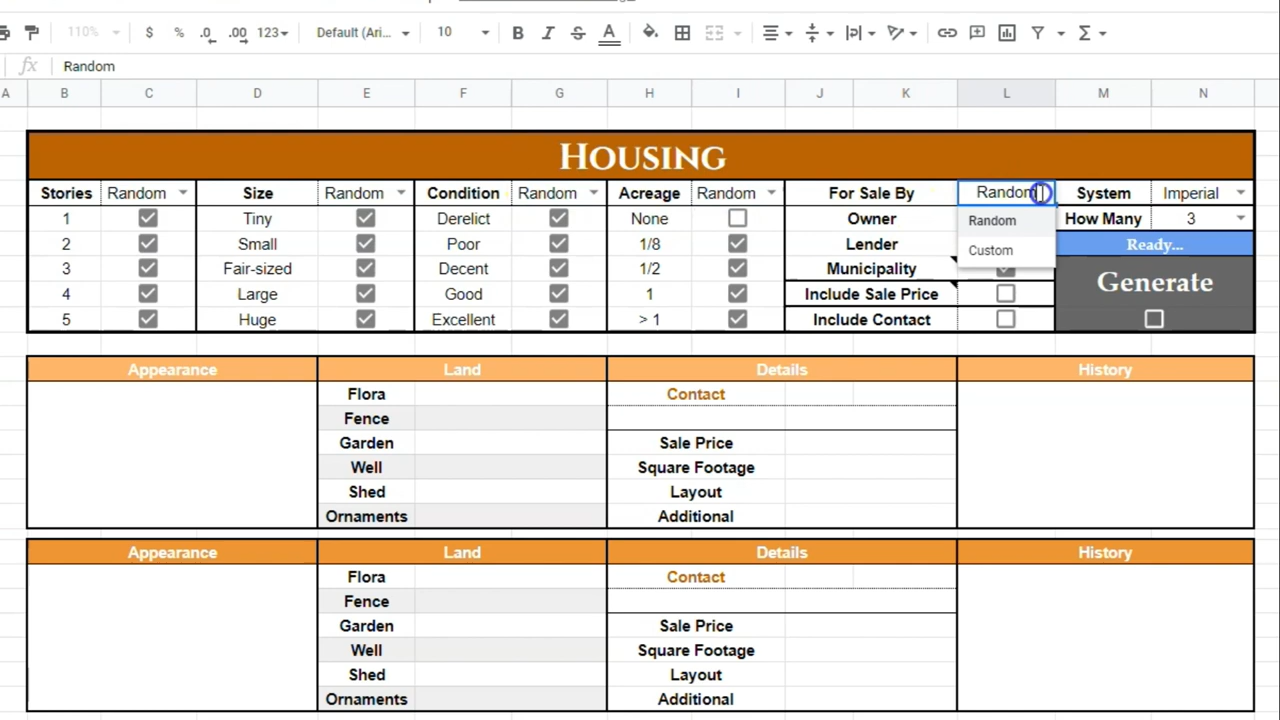 110% $ % .0 .00 123 Default (Ari... 10 B I S A Σ
fx Random
A B C D E F G H I J K L M N
Housing
Stories Random Size Random Condition Random Acreage Random For Sale By Random System Imperial
1 Tiny Derelict None Owner Random How Many 3
2 Small Poor 1/8 Lender Custom Ready...
3 Fair-sized Decent 1/2 Municipality Generate
4 Large Good 1 Include Sale Price
5 Huge Excellent > 1 Include Contact
Appearance Land Details History
Flora Contact
Fence
Garden Sale Price
Well Square Footage
Shed Layout
Ornaments Additional
Appearance Land Details History
Flora Contact
Fence
Garden Sale Price
Well Square Footage
Shed Layout
Ornaments Additional